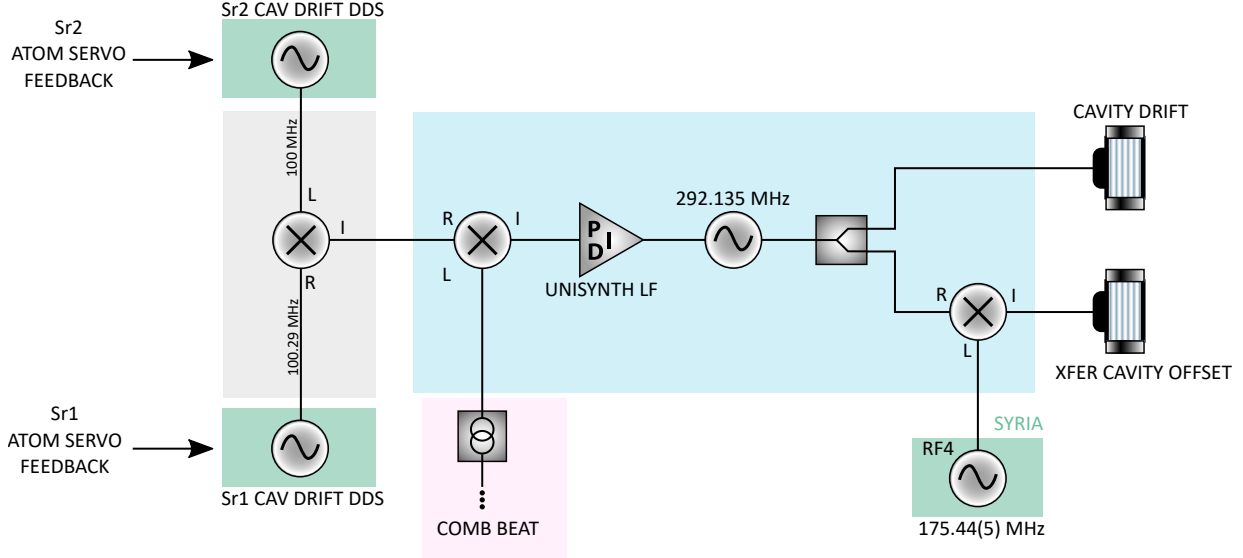 Sr2 CAV DRIFT DDS
Sr2
ATOM SERVO
FEEDBACK
100 MHz
L
I
R
100.29 MHz
Sr1
ATOM SERVO
FEEDBACK
Sr1 CAV DRIFT DDS
R
I
L
P
I
D
UNISYNTH LF
292.135 MHz
CAVITY DRIFT
R
I
L
XFER CAVITY OFFSET
COMB BEAT
SYRIA
RF4
175.44(5) MHz